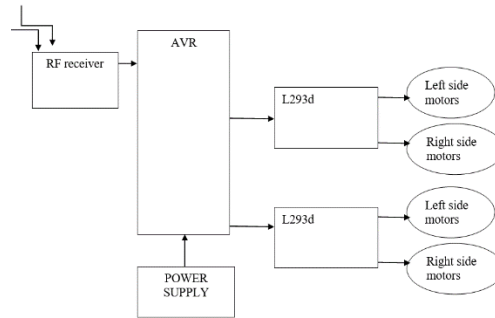 AVR
RF receiver
L293d
Left side
motors
Right side
motors
L293d
Left side
motors
Right side
motors
POWER
SUPPLY